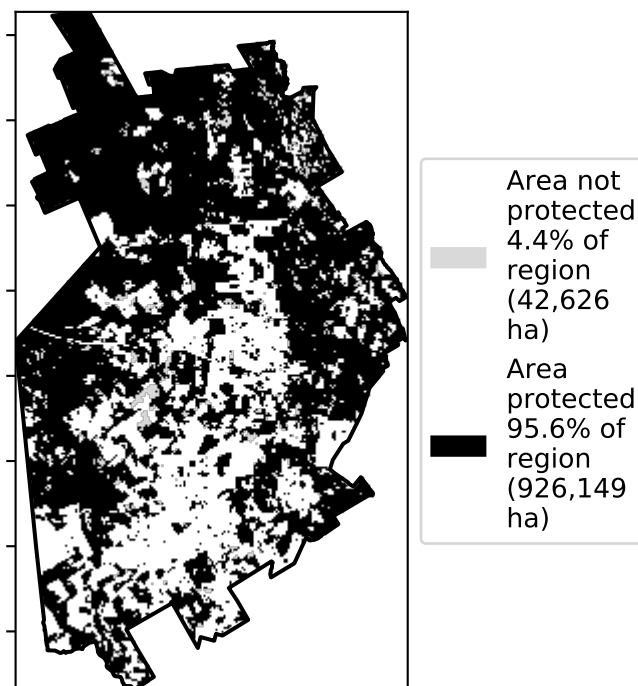 Area not
protected
4.4% of
region
(42,626
ha)
Area
protected
95.6% of
region
(926,149
ha)